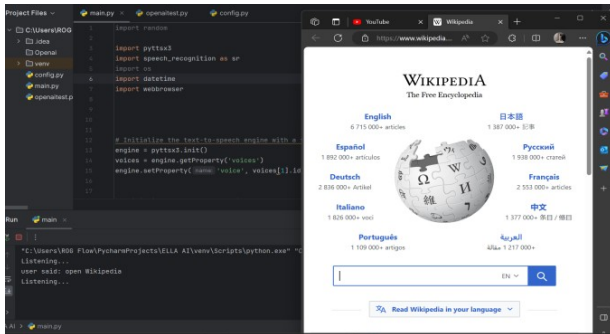 Project Files
main.py
openaitest.py
config.py
C:\Users\ROG
.idea
Openai
venv
config.py
main.py
openaitest.p
1 import random
3 import pyttsx3
import speech_recognition as sr
import os
6 import datetime
7 import webbrowser
# Initialize the text-to-speech engine with a
engine = pyttsx3.init()
voices = engine.getProperty('voices')
engine.setProperty( name: 'voice', voices[1].id
Run main
"C:\Users\ROG Flow\PycharmProjects\ELLA AI\venv\Scripts\python.exe" "C
Listening...
user said: open Wikipedia
Listening...
AI > main.py
YouTube
Wikipedia
https://www.wikipedia...
WIKIPEDIA
The Free Encyclopedia
English
6 715 000+ articles
日本語
1 387 000+ 記事
Español
1 892 000+ artículos
Русский
1 938 000+ статей
Deutsch
2 836 000+ Artikel
Français
2 553 000+ articles
Italiano
1 826 000+ voci
中文
1 377 000+ 条目 / 條目
Português
1 109 000+ artigos
العربية
1 217 000+ مقالة
EN
Read Wikipedia in your language